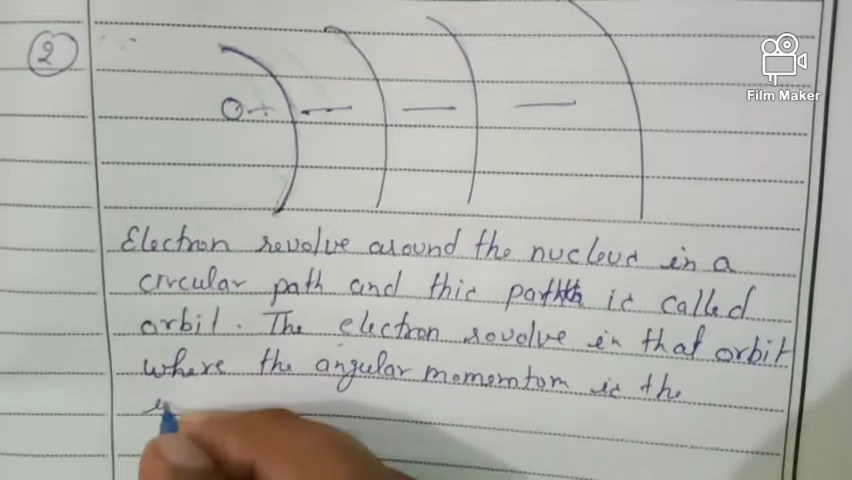 2
Film Maker
Electron revolve around the nucleus in a
circular path and this path is called
orbit. The electron revolve in that orbit
where the angular momentom is the